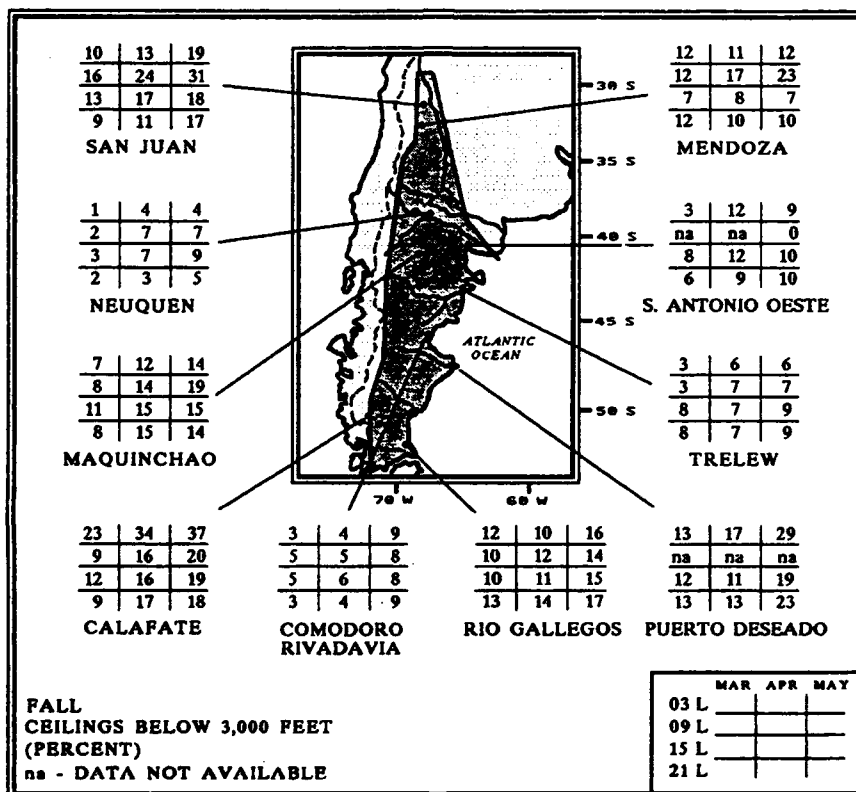 10 13 19
16 24 31
13 17 18
9 11 17
SAN JUAN
12 11 12
12 17 23
7 8 7
12 10 10
MENDOZA
1 4 4
2 7 7
3 7 9
2 3 5
NEUQUEN
3 12 9
na na 0
8 12 10
6 9 10
S. ANTONIO OESTE
7 12 14
8 14 19
11 15 15
8 15 14
MAQUINCHAO
3 6 6
3 7 7
8 7 9
8 7 9
TRELEW
30 S
35 S
40 S
45 S
50 S
ATLANTIC
OCEAN
70 W 60 W
23 34 37
9 16 20
12 16 19
9 17 18
CALAFATE
3 4 9
5 5 8
5 6 8
3 4 9
COMODORO
RIVADAVIA
12 10 16
10 12 14
10 11 15
13 14 17
RIO GALLEGOS
13 17 29
na na na
12 11 19
13 13 23
PUERTO DESEADO
FALL
CEILINGS BELOW 3,000 FEET
(PERCENT)
na - DATA NOT AVAILABLE
MAR APR MAY
03 L
09 L
15 L
21 L